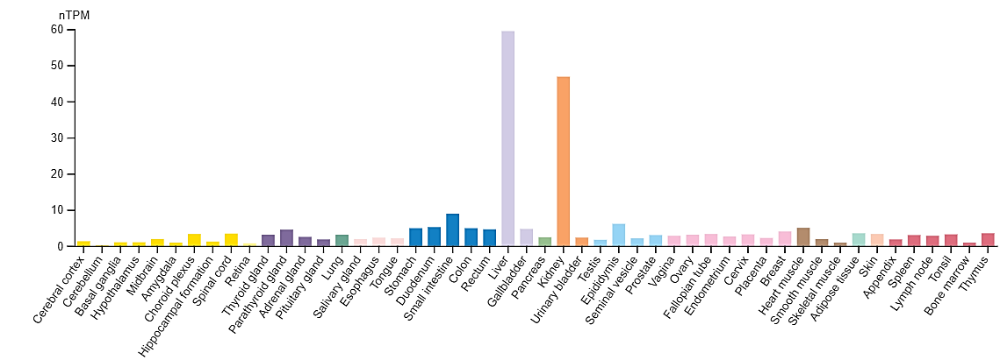 nTPM
60
50
40
30
20
10
0
Cerebral cortex
Cerebellum
Basal ganglia
Hypothalamus
Midbrain
Amygdala
Choroid plexus
Hippocampal formation
Spinal cord
Retina
Thyroid gland
Parathyroid gland
Adrenal gland
Pituitary gland
Lung
Salivary gland
Esophagus
Tongue
Stomach
Duodenum
Small intestine
Colon
Rectum
Liver
Gallbladder
Pancreas
Kidney
Urinary bladder
Testis
Epididymis
Seminal vesicle
Prostate
Vagina
Ovary
Fallopian tube
Endometrium
Cervix
Placenta
Breast
Heart muscle
Smooth muscle
Skeletal muscle
Adipose tissue
Skin
Appendix
Spleen
Lymph node
Tonsil
Bone marrow
Thymus